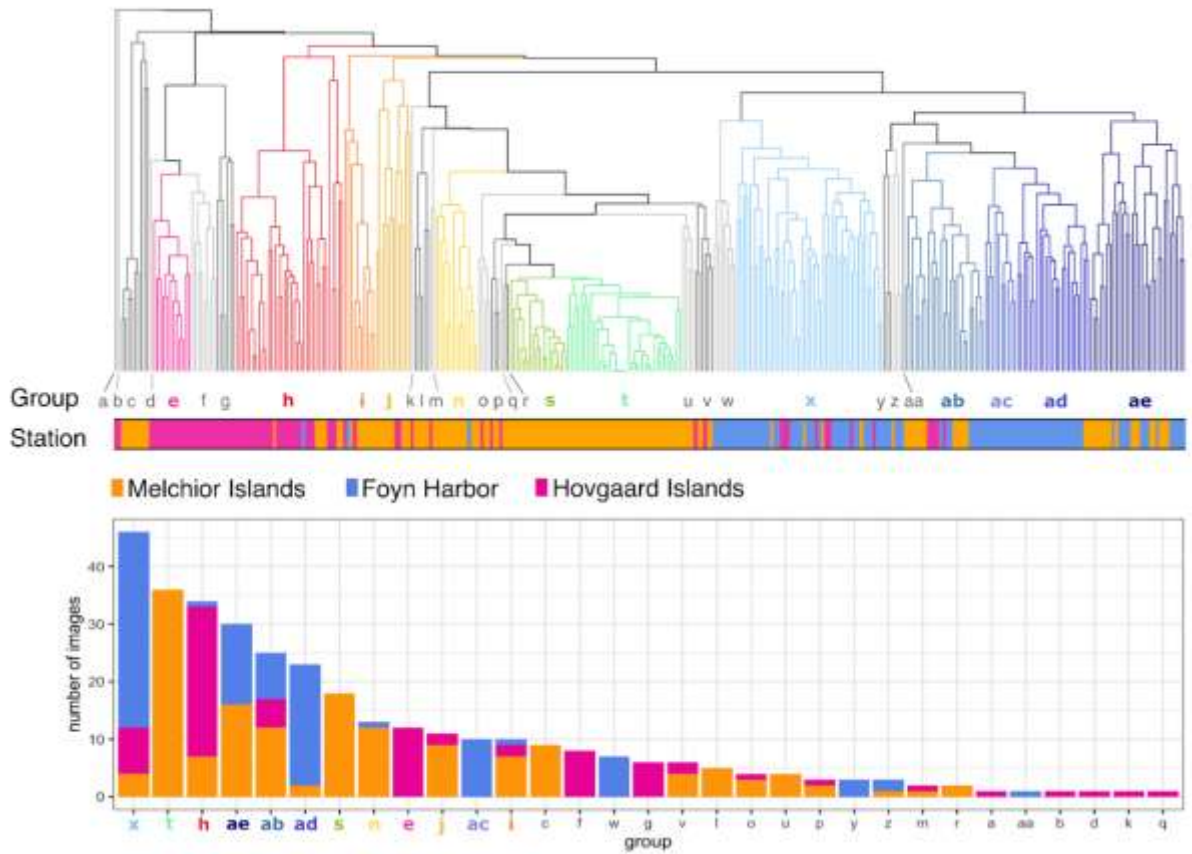 Group a b c d e f g h i j k l m n o p q r s t u v w x y z aa ab ac ad ae
Station
Melchior Islands Foyn Harbor Hovgaard Islands
40
30
20
10
0
number of images
x t h ae ab ad s n e j ac i c f w g v l o u p y z m r a aa b d k q
group